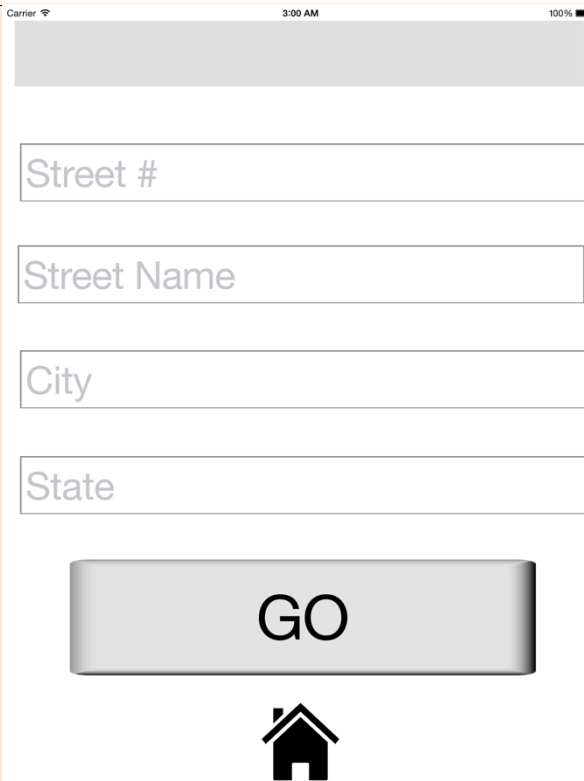 Carrier 3:00 AM 100%
Street #
Street Name
City
State
GO